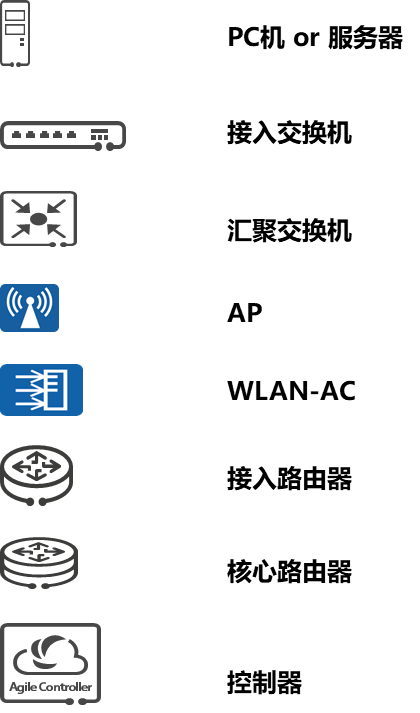 PC机 or 服务器
接入交换机
汇聚交换机
AP
WLAN-AC
接入路由器
核心路由器
Agile Controller
控制器